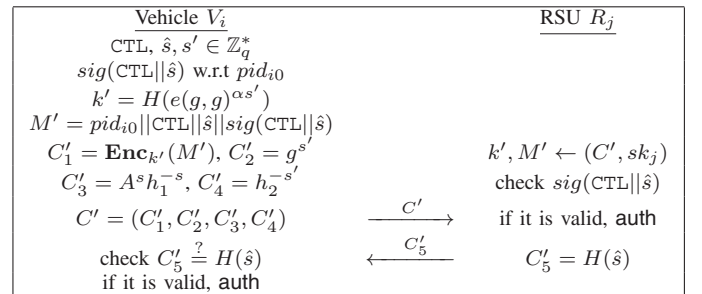 Vehicle V_i RSU R_j
CTL, ŝ, s′ ∈ ℤ*_q
sig(CTL||ŝ) w.r.t pid_{i0}
k′ = H(e(g, g)^{αs′})
M′ = pid_{i0}||CTL||ŝ||sig(CTL||ŝ)
C′_1 = Enc_{k′}(M′), C′_2 = g^{s′} k′, M′ ← (C′, sk_j)
C′_3 = A^s h_1^{−s}, C′_4 = h_2^{−s′} check sig(CTL||ŝ)
C′ = (C′_1, C′_2, C′_3, C′_4) C′ → if it is valid, auth
check C′_5 ≟ H(ŝ) ← C′_5 C′_5 = H(ŝ)
if it is valid, auth